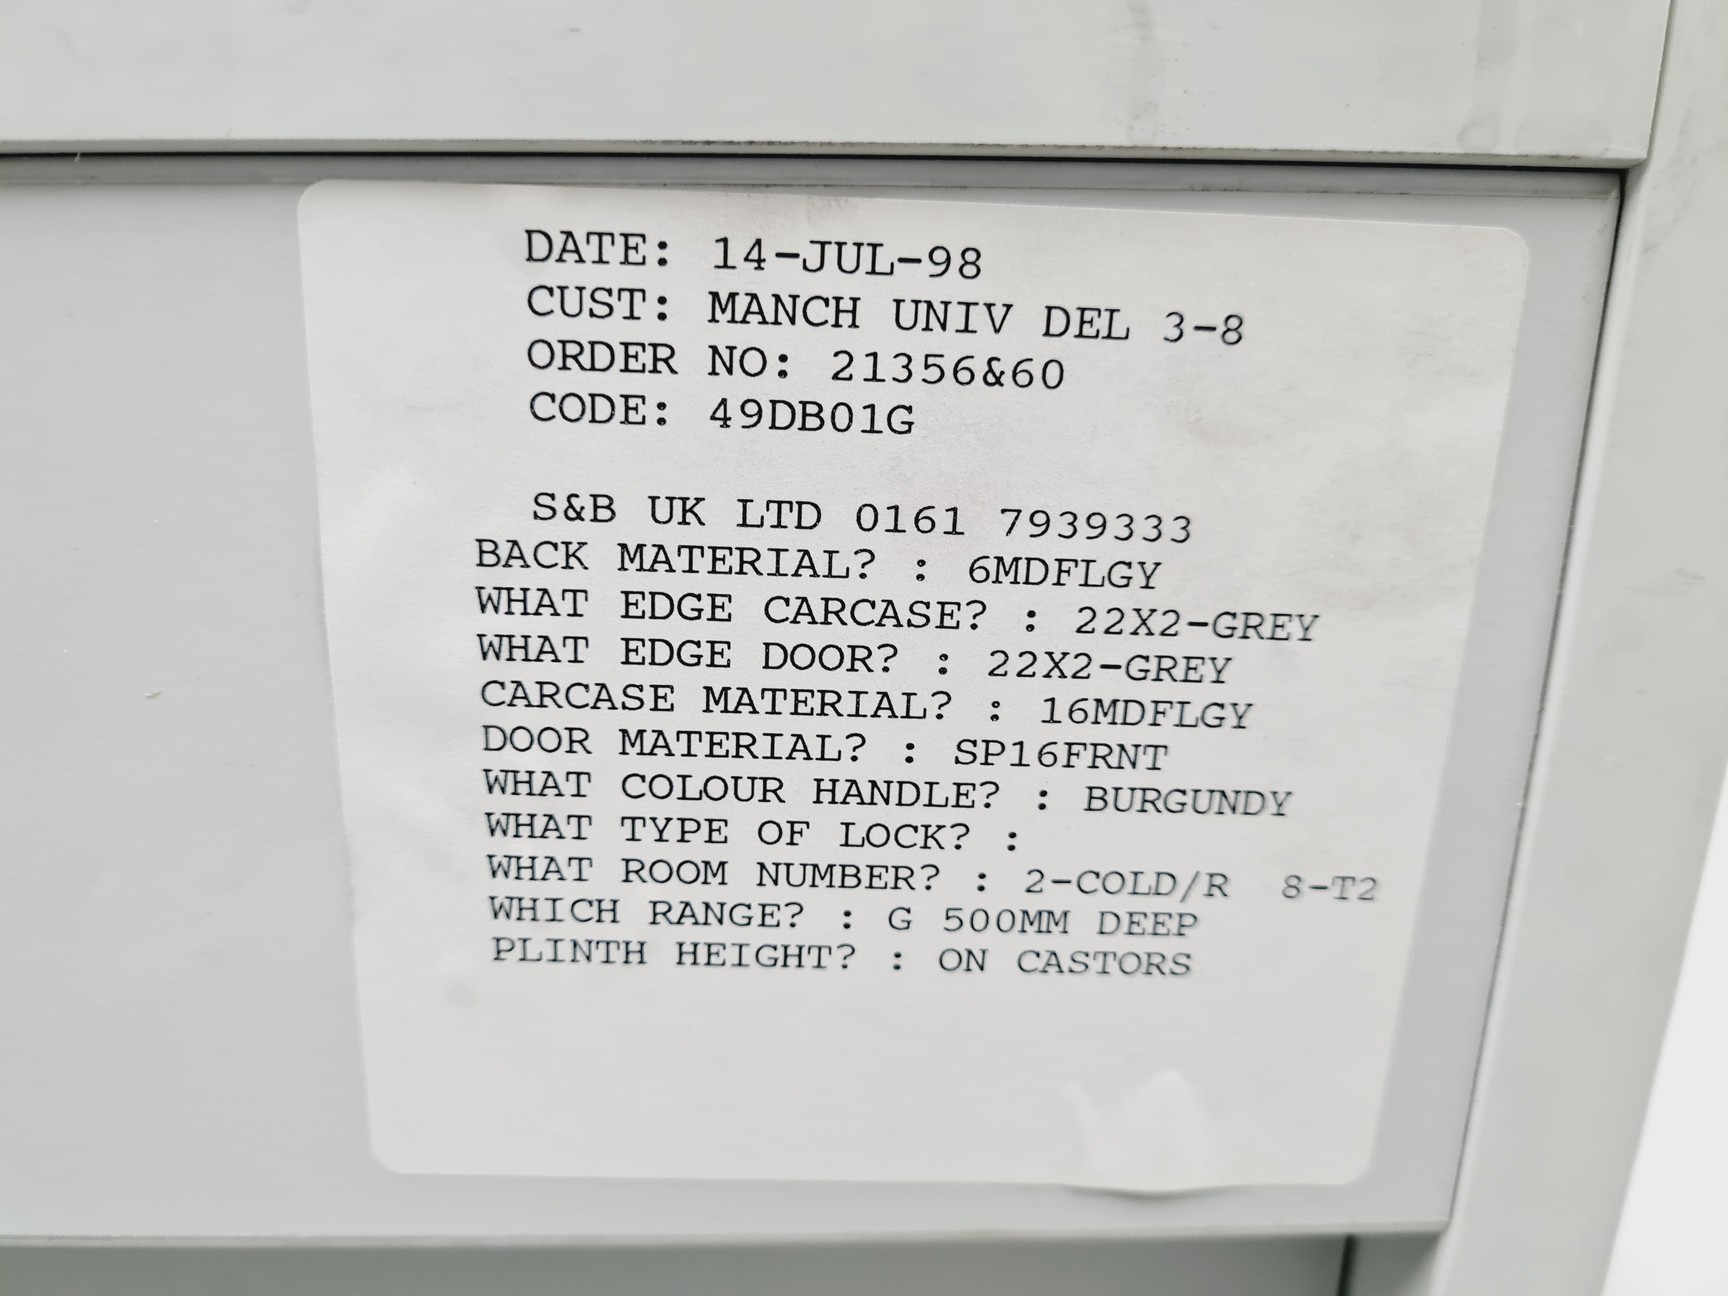 DATE: 14-JUL-98
CUST: MANCH UNIV DEL 3-8
ORDER NO: 21356&60
CODE: 49DB01G
S&B UK LTD 0161 7939333
BACK MATERIAL? : 6MDFLGY
WHAT EDGE CARCASE? : 22X2-GREY
WHAT EDGE DOOR? : 22X2-GREY
CARCASE MATERIAL? : 16MDFLGY
DOOR MATERIAL? : SP16FRNT
WHAT COLOUR HANDLE? : BURGUNDY
WHAT TYPE OF LOCK? :
WHAT ROOM NUMBER? : 2-COLD/R 8-T2
WHICH RANGE? : G 500MM DEEP
PLINTH HEIGHT? : ON CASTORS